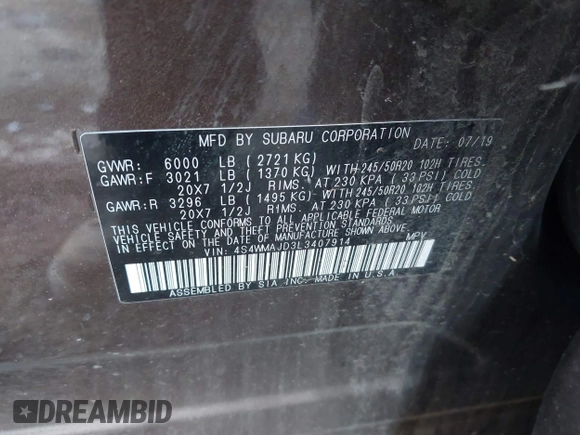 MFD BY SUBARU CORPORATION DATE: 07/19
GVWR: 6000 LB ( 2721 KG)
GAWR:F 3021 LB ( 1370 KG) WITH 245/50R20 102H TIRES.
20X7 1/2J RIMS. AT 230 KPA ( 33 PSI) COLD
GAWR:R 3296 LB ( 1495 KG) WITH 245/50R20 102H TIRES.
20X7 1/2J RIMS. AT 230 KPA ( 33 PSI) COLD
THIS VEHICLE CONFORMS TO ALL APPLICABLE FEDERAL MOTOR
VEHICLE SAFETY AND THEFT PREVENTION STANDARDS
IN EFFECT ON THE DATE OF MANUFACTURE SHOWN ABOVE.
VIN: 4S4WMAJD3L3407914 MPV
ASSEMBLED BY SIA INC. MADE IN U.S.A.
DREAMBID